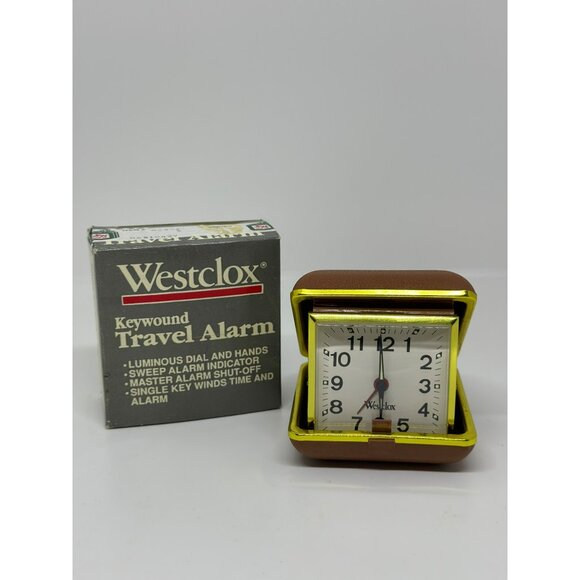 Westclox®
Keywound
Travel Alarm
•LUMINOUS DIAL AND HANDS
•SWEEP ALARM INDICATOR
•MASTER ALARM SHUT-OFF
•SINGLE KEY WINDS TIME AND
ALARM
11 12 1
10 2
9 3
8 4
Westclox
7 5